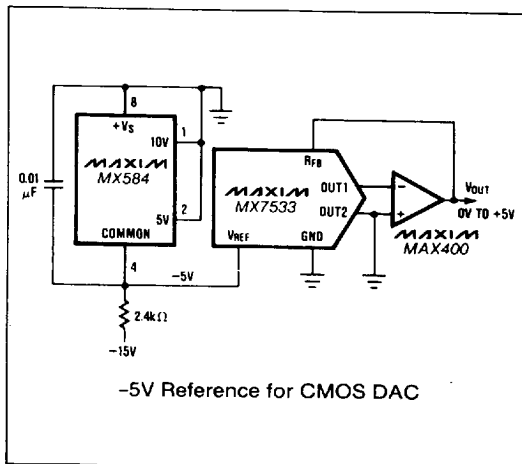 8
+VS
10V
1
MAXIM
MX584
5V
2
COMMON
4
0.01
μF
-5V
2.4kΩ
-15V
RFB
OUT1
MAXIM
MX7533
OUT2
VREF
GND
-
+
VOUT
0V TO +5V
MAXIM
MAX400
-5V Reference for CMOS DAC